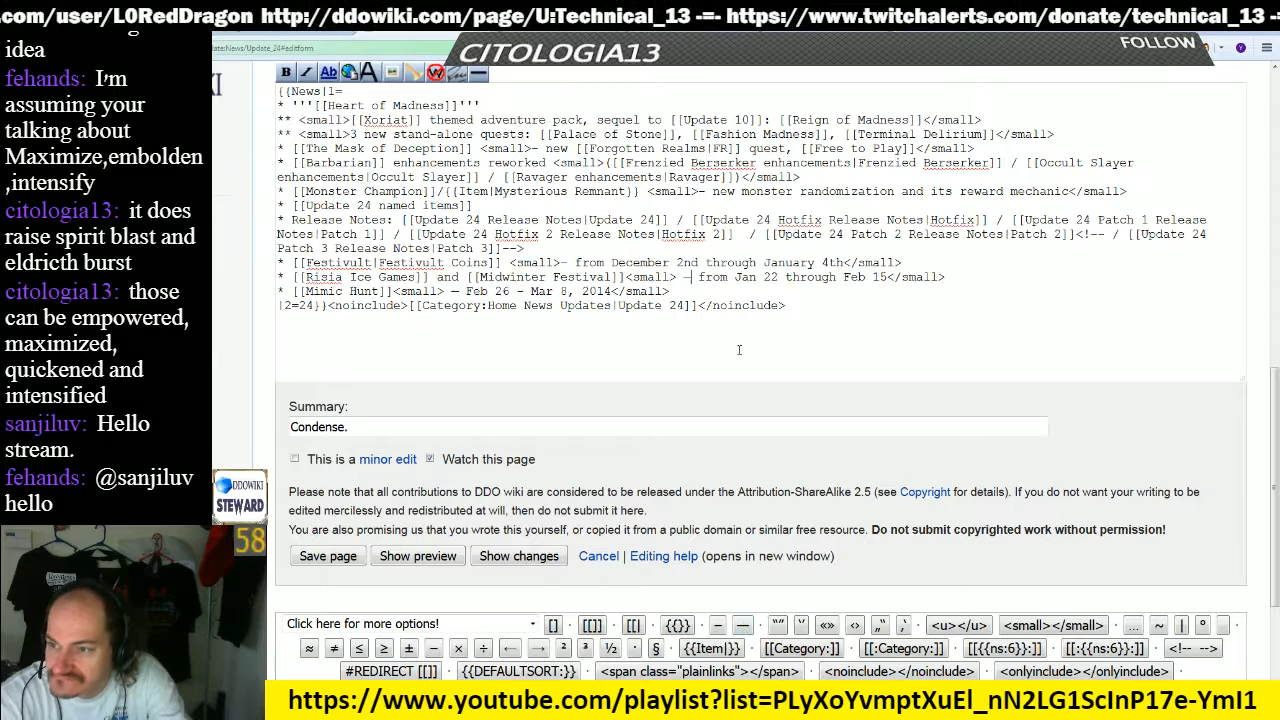 .com/user/L0RedDragon http://ddowiki.com/page/U:Technical_13 -=- https://www.twitchalerts.com/donate/technical_13 -=
idea
fehands: I'm
assuming your
talking about
Maximize,embolden
,intensify
citologia13: it does
raise spirit blast and
eldricth burst
citologia13: those
can be empowered,
maximized,
quickened and
intensified
sanjiluv: Hello
stream.
fehands: @sanjiluv
hello
DDOWIKI
STEWARD
58
date:News/Update_24#editform
CITOLOGIA13
FOLLOW
B I Ab A W
{{News|1=
* '''[[Heart of Madness]]'''
** <small>[[Xoriat]] themed adventure pack, sequel to [[Update 10]]: [[Reign of Madness]]</small>
** <small>3 new stand-alone quests: [[Palace of Stone]], [[Fashion Madness]], [[Terminal Delirium]]</small>
* [[The Mask of Deception]] <small>- new [[Forgotten Realms|FR]] quest, [[Free to Play]]</small>
* [[Barbarian]] enhancements reworked <small>([[Frenzied Berserker enhancements|Frenzied Berserker]] / [[Occult Slayer
enhancements|Occult Slayer]] / [[Ravager enhancements|Ravager]])</small>
* [[Monster Champion]]/{{Item|Mysterious Remnant}} <small>- new monster randomization and its reward mechanic</small>
* [[Update 24 named items]]
* Release Notes: [[Update 24 Release Notes|Update 24]] / [[Update 24 Hotfix Release Notes|Hotfix]] / [[Update 24 Patch 1 Release
Notes|Patch 1]] / [[Update 24 Hotfix 2 Release Notes|Hotfix 2]]  / [[Update 24 Patch 2 Release Notes|Patch 2]]<!-- / [[Update 24
Patch 3 Release Notes|Patch 3]]-->
* [[Festivult|Festivult Coins]] <small>– from December 2nd through January 4th</small>
* [[Risia Ice Games]] and [[Midwinter Festival]]<small> — from Jan 22 through Feb 15</small>
* [[Mimic Hunt]]<small> — Feb 26 - Mar 8, 2014</small>
|2=24}}<noinclude>[[Category:Home News Updates|Update 24]]</noinclude>
Summary:
Condense.
This is a minor edit Watch this page
Please note that all contributions to DDO wiki are considered to be released under the Attribution-ShareAlike 2.5 (see Copyright for details). If you do not want your writing to be
edited mercilessly and redistributed at will, then do not submit it here.
You are also promising us that you wrote this yourself, or copied it from a public domain or similar free resource. Do not submit copyrighted work without permission!
Save page Show preview Show changes Cancel | Editing help (opens in new window)
Click here for more options! [] · [[]] · [[| · {{}} · – · — · “” · ‘’ · «» · ‹› · „“ · ‚‘ · <u></u> · <small></small> · … · ~ · | · °
≈ · ≠ · ≤ · ≥ · ± · − · × · ÷ · ← · → · ² · ³ · ½ · · · § · {{Item|}} · [[Category:]] · [[:Category:]] · [[{{ns:6}}:]] · [[:{{ns:6}}:]] · <!-- -->
#REDIRECT [[]] · {{DEFAULTSORT:}} · <span class="plainlinks"></span> · <noinclude></noinclude> · <onlyinclude></onlyinclude>
https://www.youtube.com/playlist?list=PLyXoYvmptXuEl_nN2LG1ScInP17e-YmI1